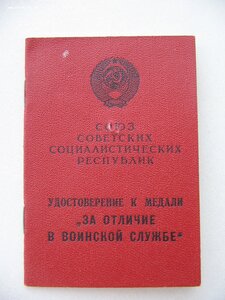 СОЮЗ
СОВЕТСКИХ
СОЦИАЛИСТИЧЕСКИХ
РЕСПУБЛИК
УДОСТОВЕРЕНИЕ К МЕДАЛИ
„ЗА ОТЛИЧИЕ
В ВОИНСКОЙ СЛУЖБЕ“